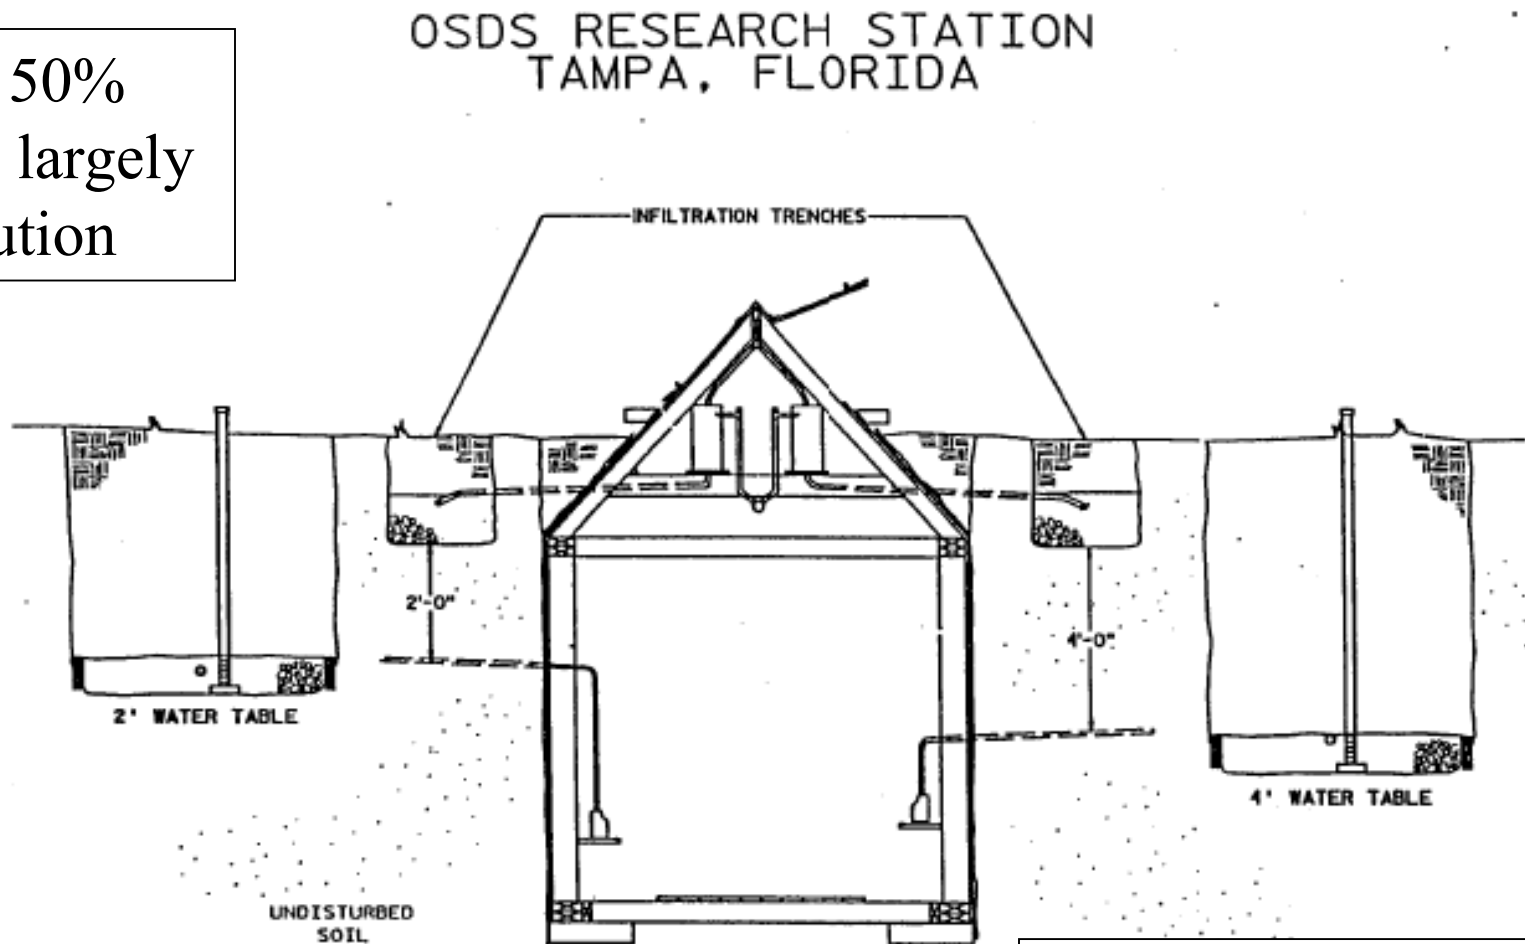 OSDS RESEARCH STATION
TAMPA, FLORIDA
50%
largely
ution
INFILTRATION TRENCHES
2'-0"
4'-0"
2' WATER TABLE
4' WATER TABLE
UNDISTURBED
SOIL